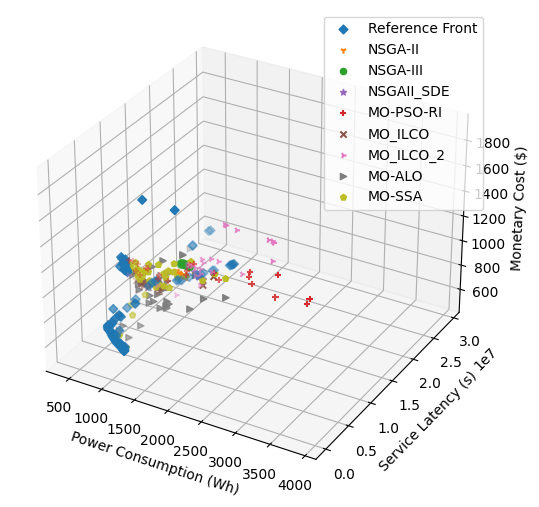 Reference Front
NSGA-II
NSGA-III
NSGAII_SDE
MO-PSO-RI
MO_ILCO
MO_ILCO_2
MO-ALO
MO-SSA
1800
1600
1400
1200
1000
800
600
Monetary Cost ($)
3.0
2.5
2.0
1.5
1.0
0.5
0.0
1e7
Service Latency (s)
500
1000
1500
2000
2500
3000
3500
4000
Power Consumption (Wh)